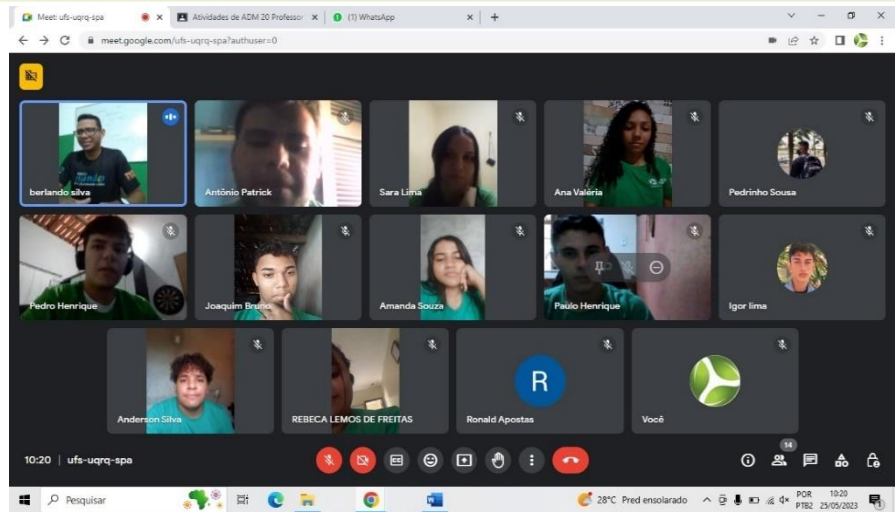 Meet: ufs-uqrq-spa
Atividades de ADM 20 Professor
(1) WhatsApp
meet.google.com/ufs-uqrq-spa?authuser=0
berlando silva
Antônio Patrick
Sara Lima
Ana Valéria
Pedrinho Sousa
Pedro Henrique
Joaquim Bruno
Amanda Souza
Paulo Henrique
Igor lima
Anderson Silva
REBECA LEMOS DE FREITAS
R
Ronald Apostas
Você
10:20 | ufs-uqrq-spa
14
Pesquisar
28°C Pred ensolarado
POR
PTB2
10:20
25/05/2023